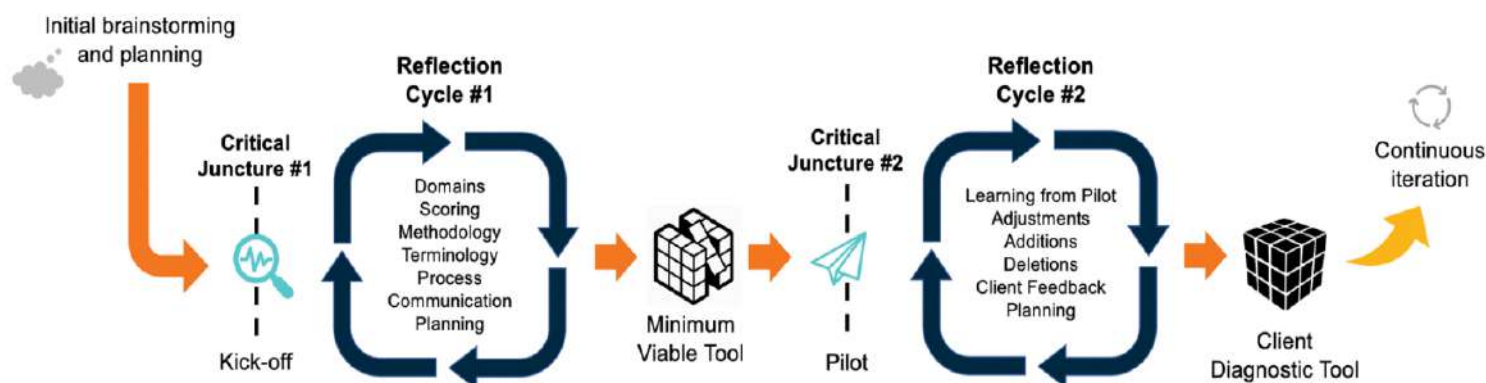 Initial brainstorming
and planning
Critical
Juncture #1
Kick-off
Reflection
Cycle #1
Domains
Scoring
Methodology
Terminology
Process
Communication
Planning
Minimum
Viable Tool
Critical
Juncture #2
Pilot
Reflection
Cycle #2
Learning from Pilot
Adjustments
Additions
Deletions
Client Feedback
Planning
Client
Diagnostic Tool
Continuous
iteration